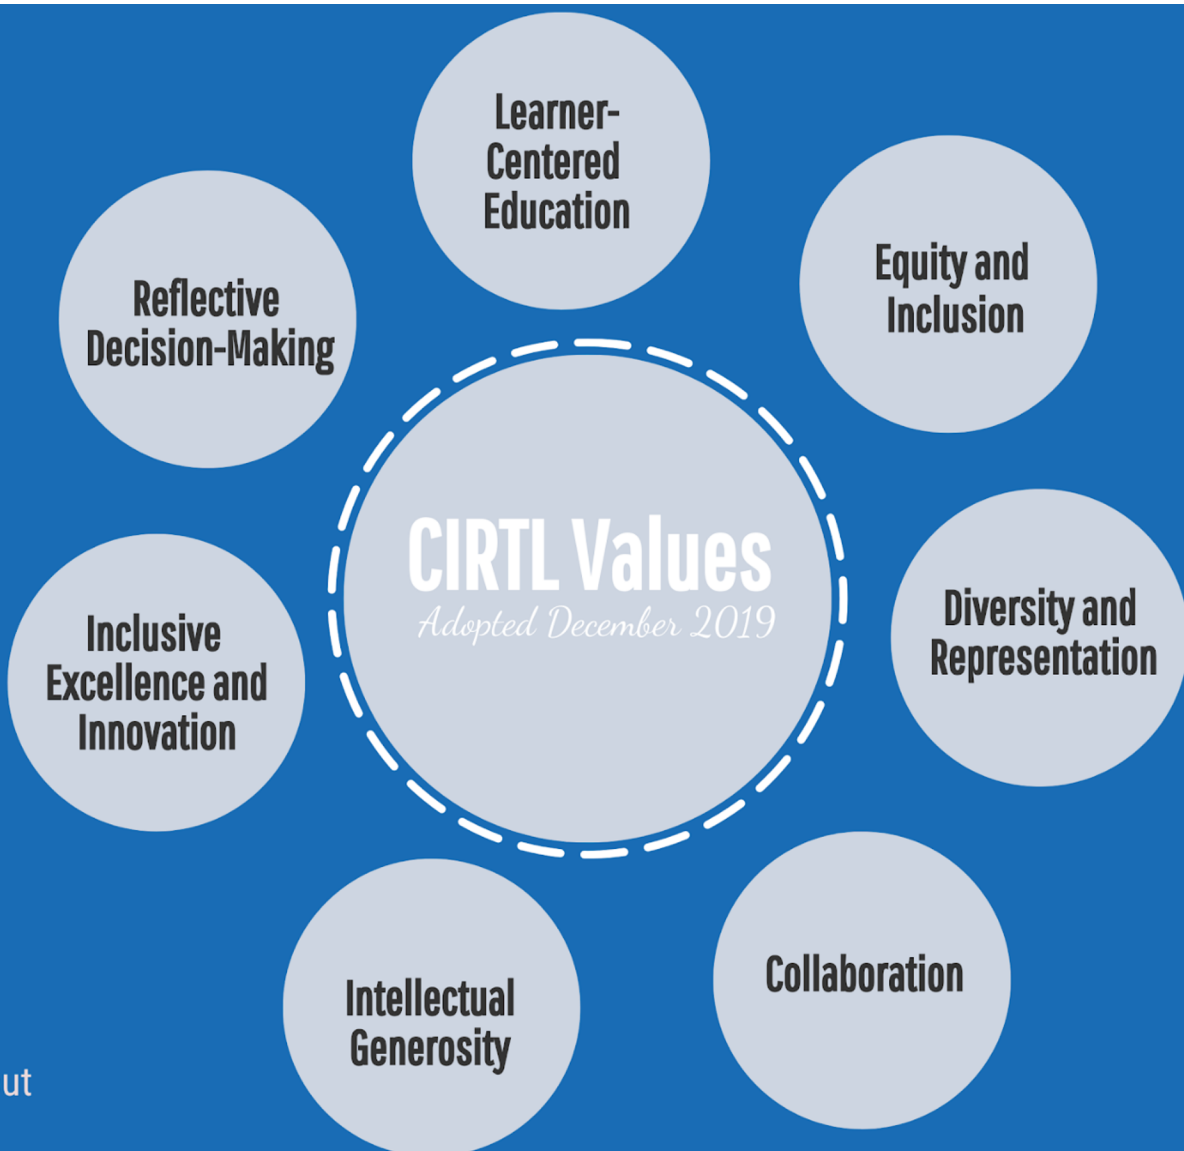 Learner-
Centered
Education
Equity and
Inclusion
Reflective
Decision-Making
CIRTL Values
Adopted December 2019
Diversity and
Representation
Inclusive
Excellence and
Innovation
Collaboration
Intellectual
Generosity
ut